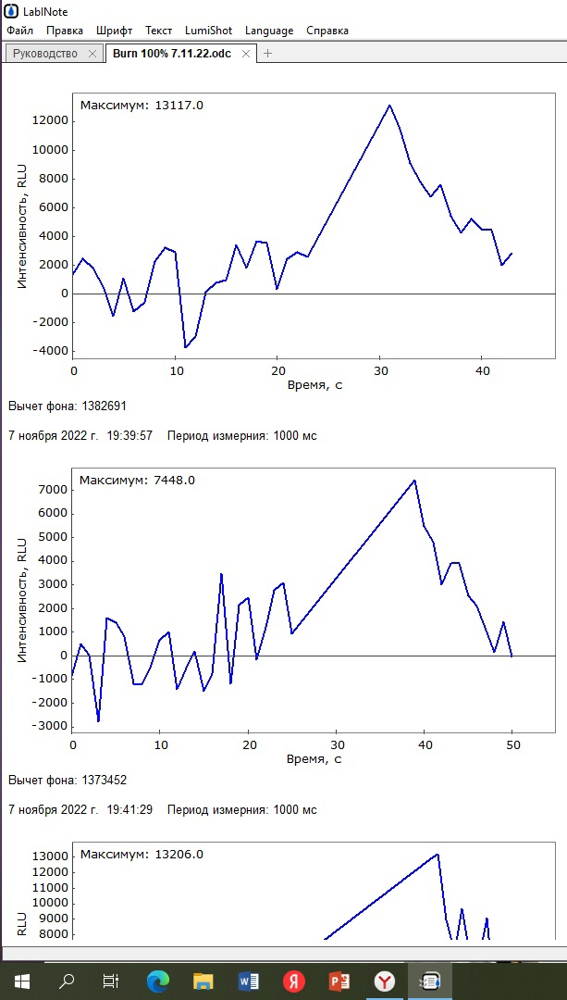 LablNote
Файл Правка Шрифт Текст LumiShot Language Справка
Руководство Burn 100% 7.11.22.odc
Максимум: 13117.0
12000
10000
8000
6000
4000
2000
0
-2000
-4000
Интенсивность, RLU
0 10 20 30 40
Время, с
Вычет фона: 1382691
7 ноября 2022 г. 19:39:57 Период измерния: 1000 мс
Максимум: 7448.0
7000
6000
5000
4000
3000
2000
1000
0
-1000
-2000
-3000
Интенсивность, RLU
0 10 20 30 40 50
Время, с
Вычет фона: 1373452
7 ноября 2022 г. 19:41:29 Период измерния: 1000 мс
Максимум: 13206.0
13000
12000
11000
10000
9000
8000
RLU
W Я P Y